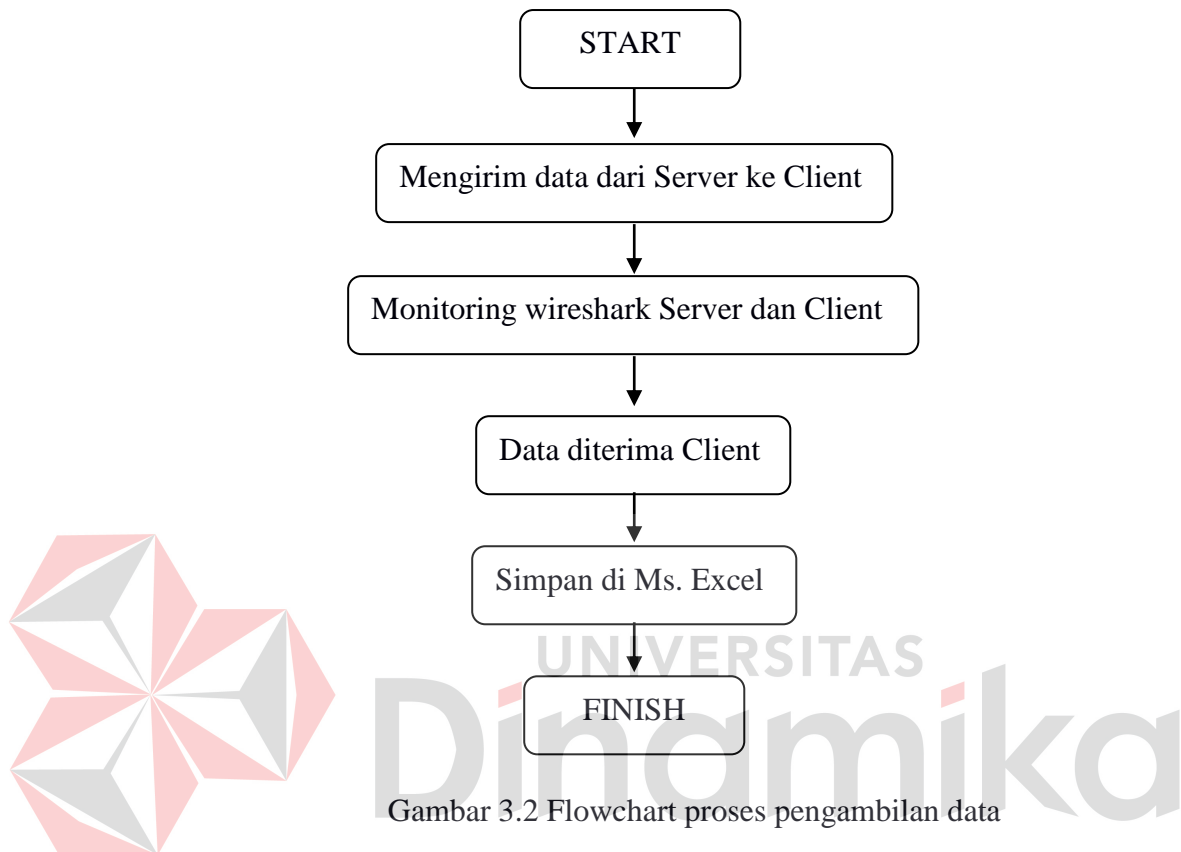 START
Mengirim data dari Server ke Client
Monitoring wireshark Server dan Client
Data diterima Client
Simpan di Ms. Excel
UNIVERSITAS
Dinamika
FINISH
Gambar 3.2 Flowchart proses pengambilan data